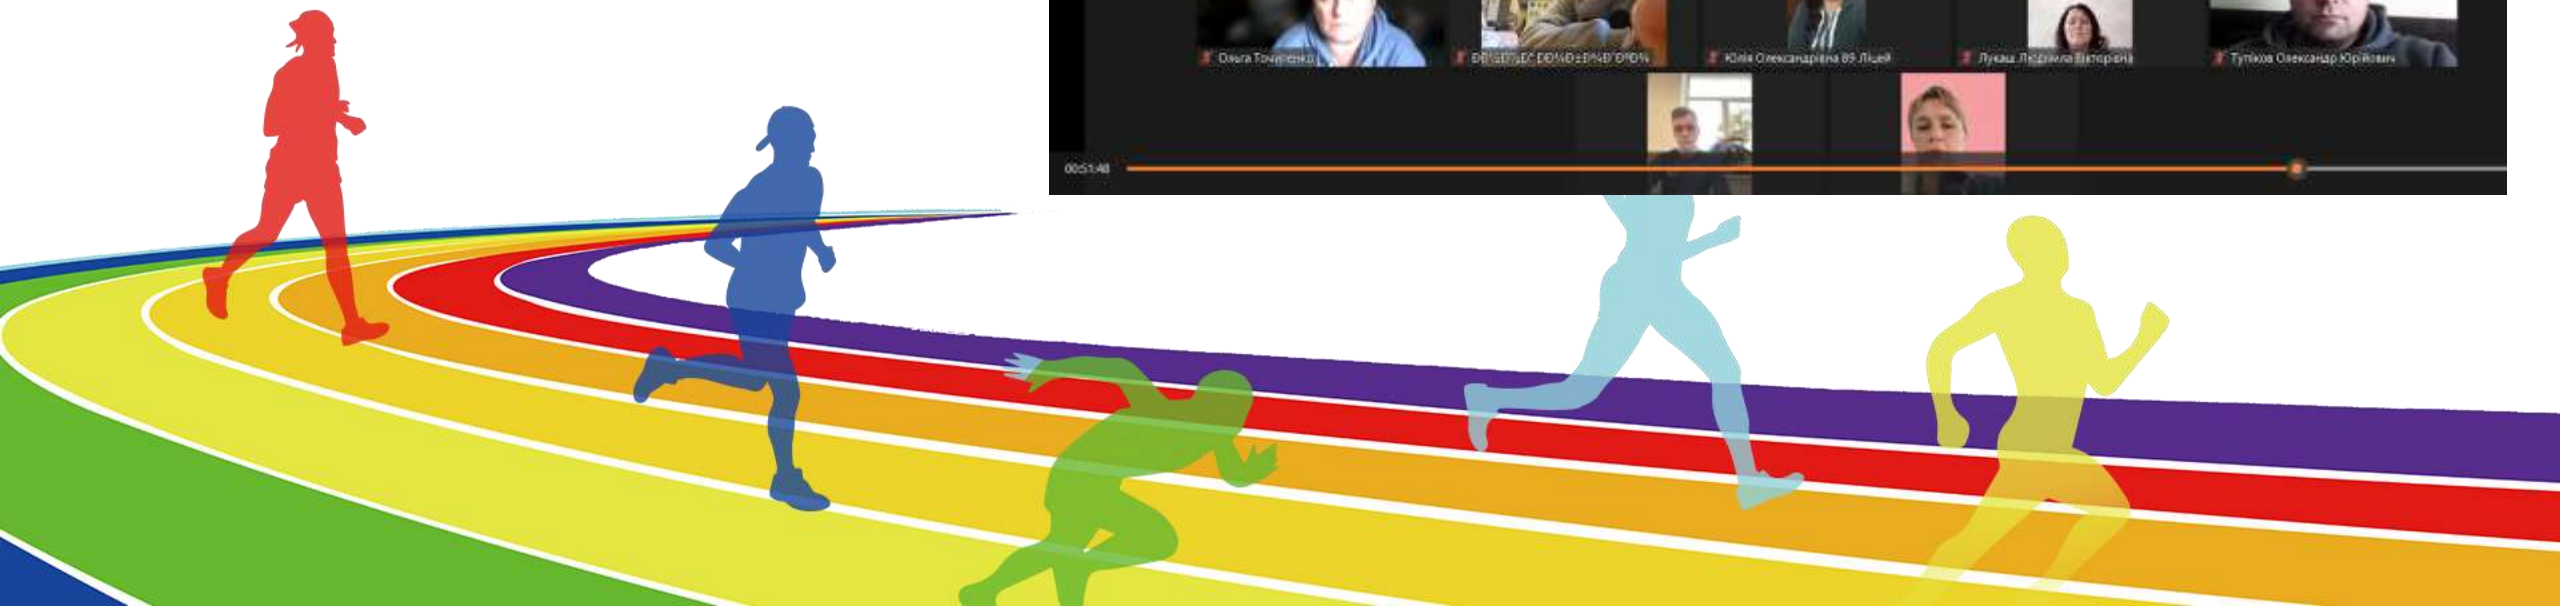 Ольга Точиленко
Юлія Олександрівна 89 Ліцей
Лукаш Людмила Вікторівна
Тупіков Олександр Юрійович
00:51:48